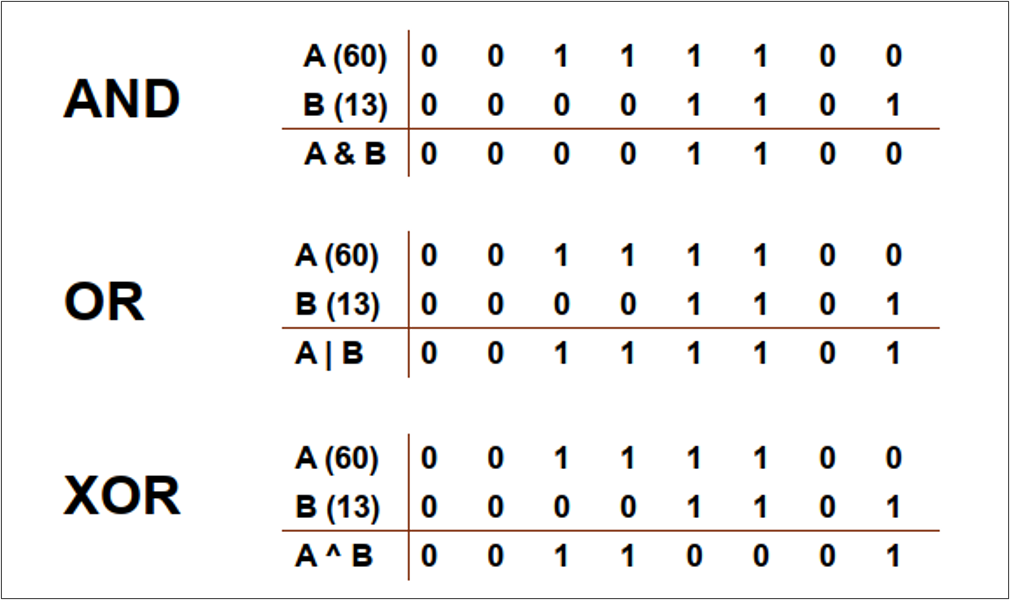 AND
A (60) 0 0 1 1 1 1 0 0
B (13) 0 0 0 0 1 1 0 1
A & B 0 0 0 0 1 1 0 0
OR
A (60) 0 0 1 1 1 1 0 0
B (13) 0 0 0 0 1 1 0 1
A | B 0 0 1 1 1 1 0 1
XOR
A (60) 0 0 1 1 1 1 0 0
B (13) 0 0 0 0 1 1 0 1
A ^ B 0 0 1 1 0 0 0 1